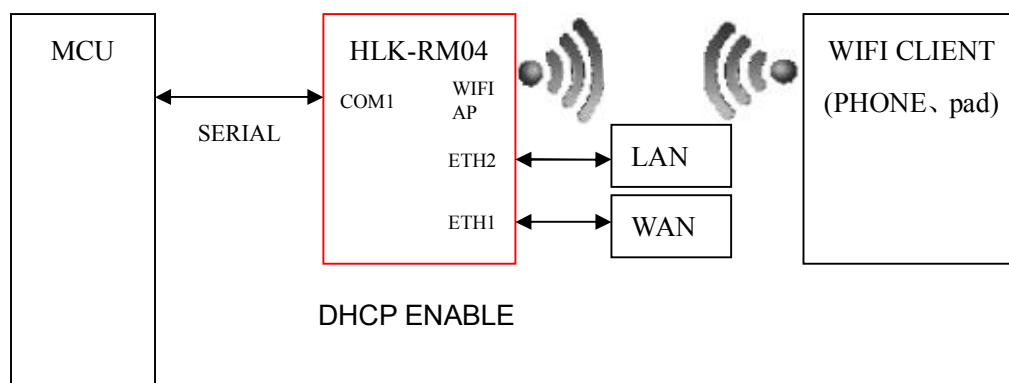 MCU
SERIAL
HLK-RM04
COM1
WIFI
AP
ETH2
ETH1
LAN
WAN
WIFI CLIENT
(PHONE、pad)
DHCP ENABLE